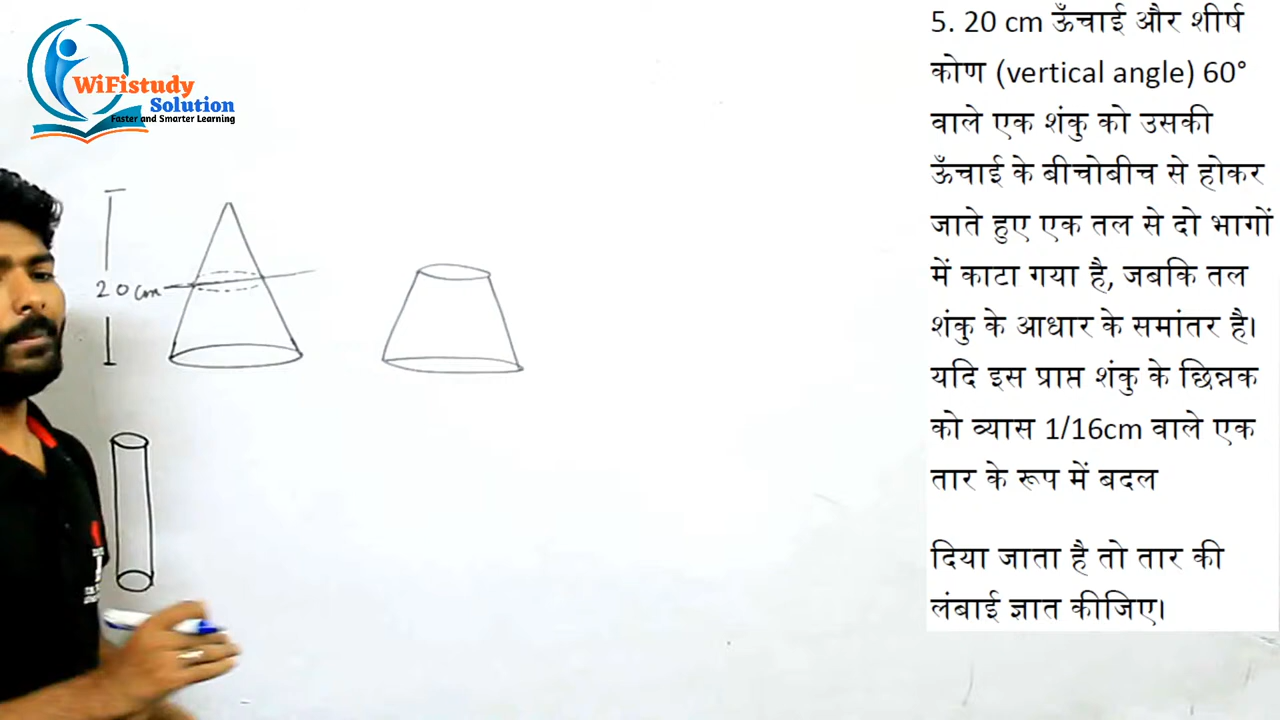 WiFistudy
Solution
Faster and Smarter Learning
20 cm
5. 20 cm ऊँचाई और शीर्ष
कोण (vertical angle) 60°
वाले एक शंकु को उसकी
ऊँचाई के बीचोबीच से होकर
जाते हुए एक तल से दो भागों
में काटा गया है, जबकि तल
शंकु के आधार के समांतर है।
यदि इस प्राप्त शंकु के छिन्नक
को व्यास 1/16cm वाले एक
तार के रूप में बदल
दिया जाता है तो तार की
लंबाई ज्ञात कीजिए।